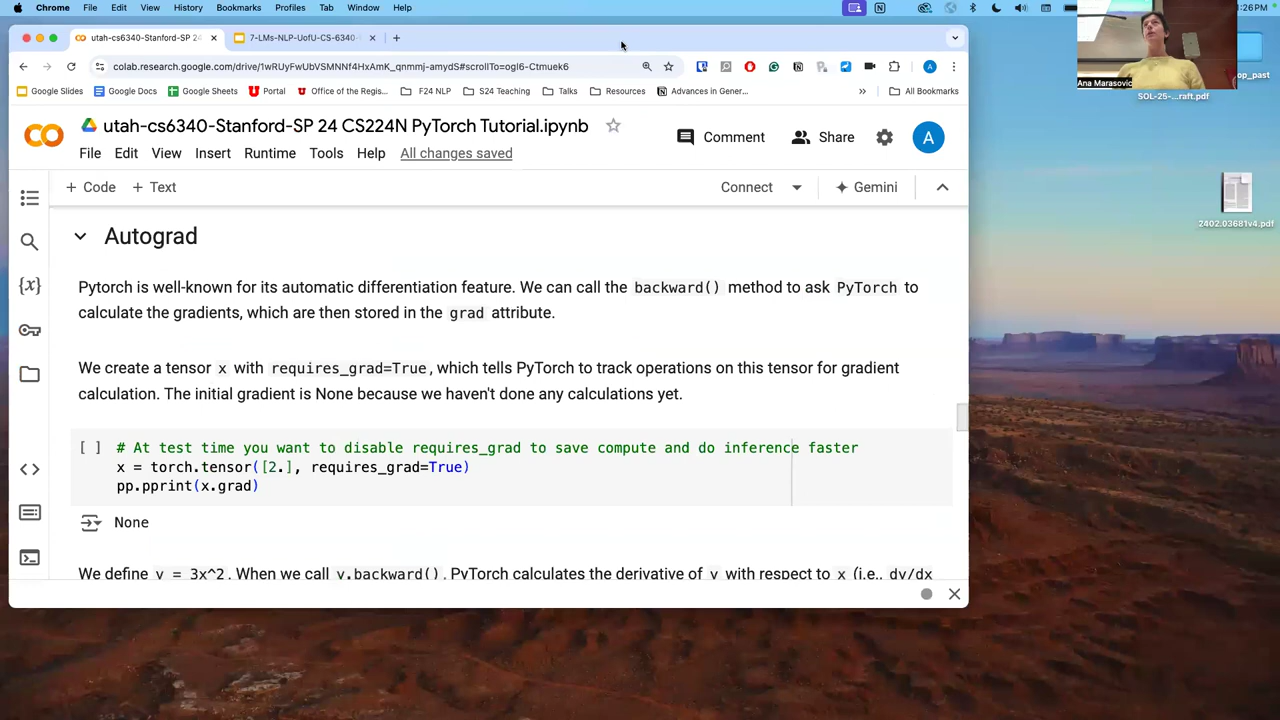 Chrome File Edit View History Bookmarks Profiles Tab Window Help
:26PM
utah-cs6340-Stanford-SP 24
7-LMs-NLP-UofU-CS-6340-
colab.research.google.com/drive/1wRUyFwUbVSMNNf4HxAmK_qnmmj-amydS#scrollTo=ogI6-Ctmuek6
Google Slides Google Docs Google Sheets Portal Office of the Regi... F24 NLP S24 Teaching Talks Resources Advances in Gener... » All Bookmarks
Ana Marasovic
SOL-25-...raft.pdf
op_past
utah-cs6340-Stanford-SP 24 CS224N PyTorch Tutorial.ipynb
Comment Share A
File Edit View Insert Runtime Tools Help All changes saved
+ Code + Text Connect Gemini
2402.03681v4.pdf
Autograd
Pytorch is well-known for its automatic differentiation feature. We can call the backward() method to ask PyTorch to
calculate the gradients, which are then stored in the grad attribute.
We create a tensor x with requires_grad=True, which tells PyTorch to track operations on this tensor for gradient
calculation. The initial gradient is None because we haven't done any calculations yet.
[ ] # At test time you want to disable requires_grad to save compute and do inference faster
x = torch.tensor([2.], requires_grad=True)
pp.pprint(x.grad)
None
We define y = 3x^2. When we call y.backward(), PyTorch calculates the derivative of y with respect to x (i.e., dy/dx